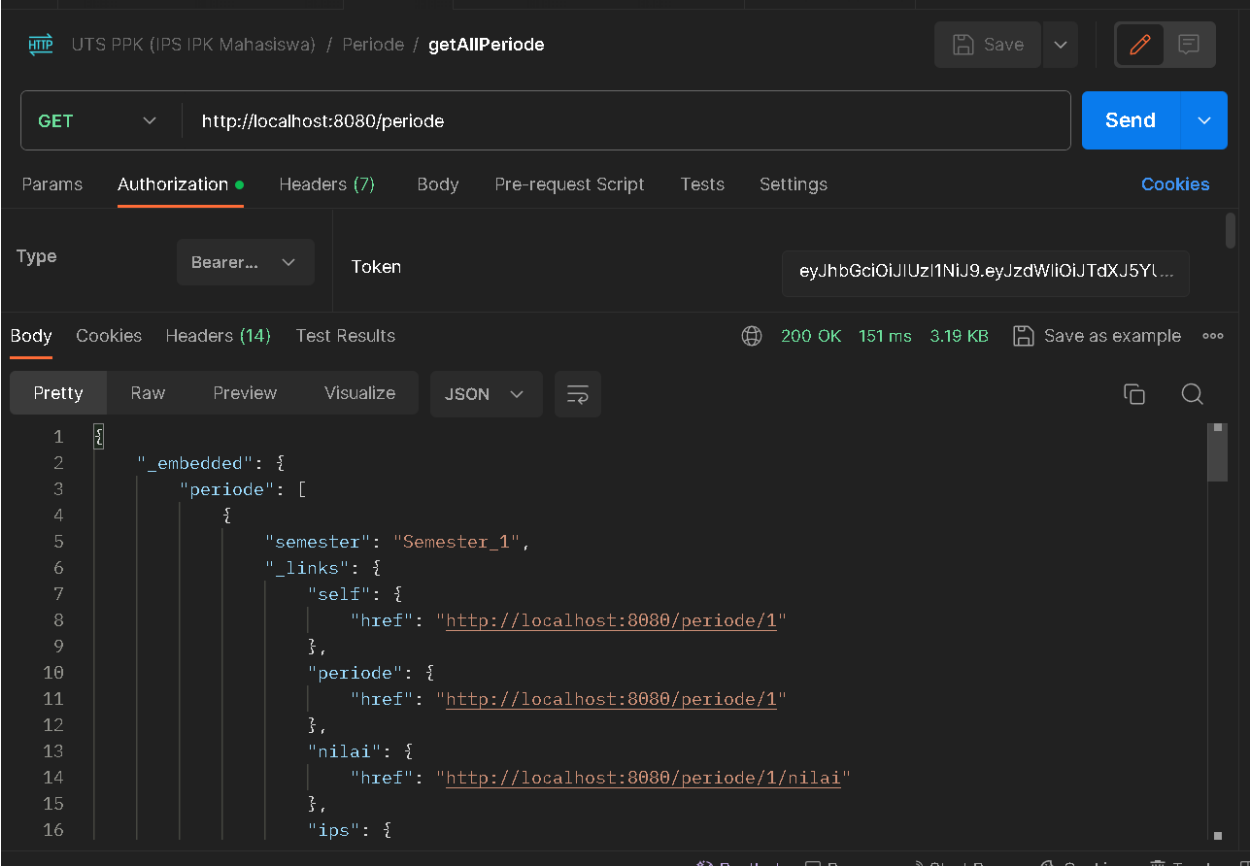 HTTP UTS PPK (IPS IPK Mahasiswa) / Periode / getAllPeriode Save
GET http://localhost:8080/periode Send
Params Authorization Headers (7) Body Pre-request Script Tests Settings Cookies
Type Bearer... Token eyJhbGciOiJIUzI1NiJ9.eyJzdWIiOiJTdXJ5YU...
Body Cookies Headers (14) Test Results 200 OK 151 ms 3.19 KB Save as example
Pretty Raw Preview Visualize JSON
1 {
2 "_embedded": {
3 "periode": [
4 {
5 "semester": "Semester_1",
6 "_links": {
7 "self": {
8 "href": "http://localhost:8080/periode/1"
9 },
10 "periode": {
11 "href": "http://localhost:8080/periode/1"
12 },
13 "nilai": {
14 "href": "http://localhost:8080/periode/1/nilai"
15 },
16 "ips": {